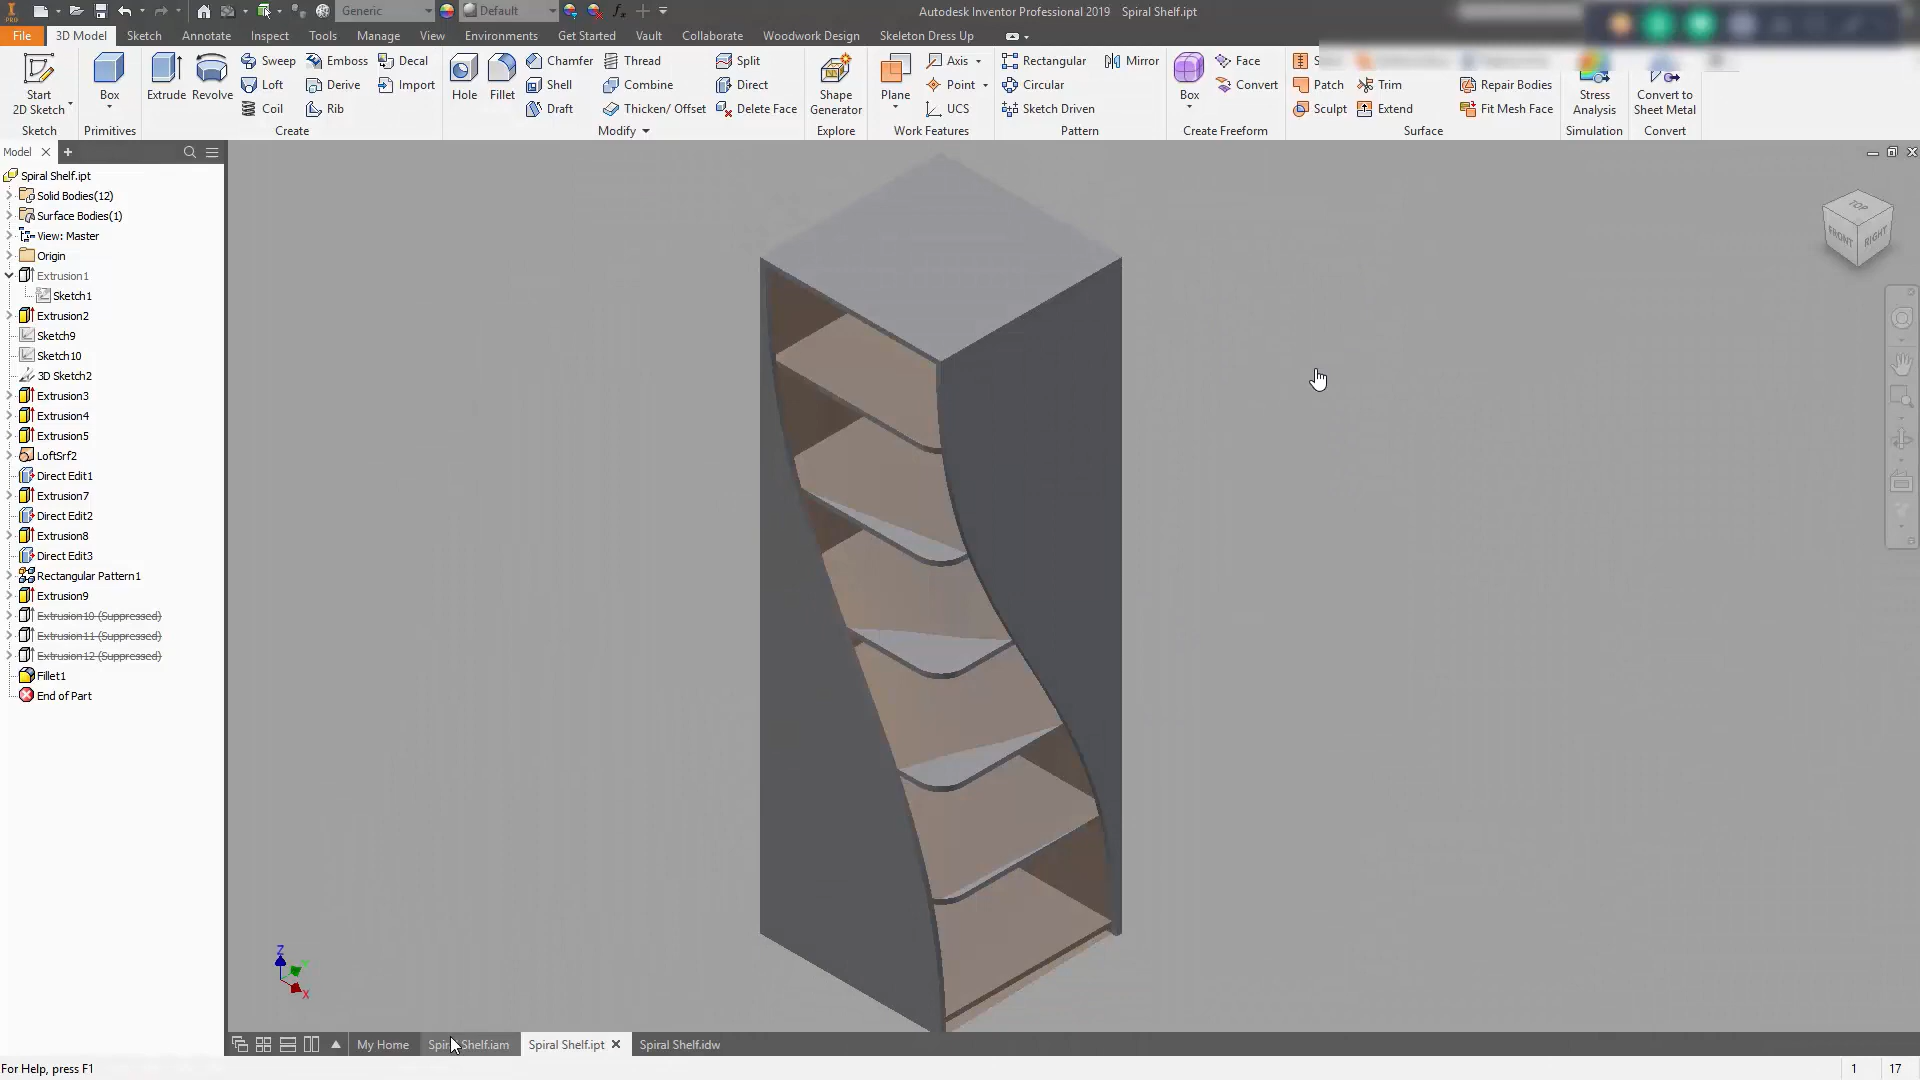 Generic
Default
Autodesk Inventor Professional 2019 Spiral Shelf.ipt
File 3D Model Sketch Annotate Inspect Tools Manage View Environments Get Started Vault Collaborate Woodwork Design Skeleton Dress Up
Start
2D Sketch
Sketch
Box
Primitives
Extrude
Revolve
Sweep Emboss Decal
Loft Derive Import
Coil Rib
Create
Hole
Fillet
Chamfer Thread Split
Shell Combine Direct
Draft Thicken/ Offset Delete Face
Modify
Shape
Generator
Explore
Plane
Axis
Point
UCS
Work Features
Rectangular Mirror
Circular
Sketch Driven
Pattern
Box
Face
Convert
Create Freeform
Patch Trim Repair Bodies
Sculpt Extend Fit Mesh Face
Surface
Stress
Analysis
Simulation
Convert to
Sheet Metal
Convert
Model
Spiral Shelf.ipt
Solid Bodies(12)
Surface Bodies(1)
View: Master
Origin
Extrusion1
Sketch1
Extrusion2
Sketch9
Sketch10
3D Sketch2
Extrusion3
Extrusion4
Extrusion5
LoftSrf2
Direct Edit1
Extrusion7
Direct Edit2
Extrusion8
Direct Edit3
Rectangular Pattern1
Extrusion9
Extrusion10 (Suppressed)
Extrusion11 (Suppressed)
Extrusion12 (Suppressed)
Fillet1
End of Part
TOP
FRONT RIGHT
Z
X
My Home Spiral Shelf.iam Spiral Shelf.ipt Spiral Shelf.idw
For Help, press F1
1 17